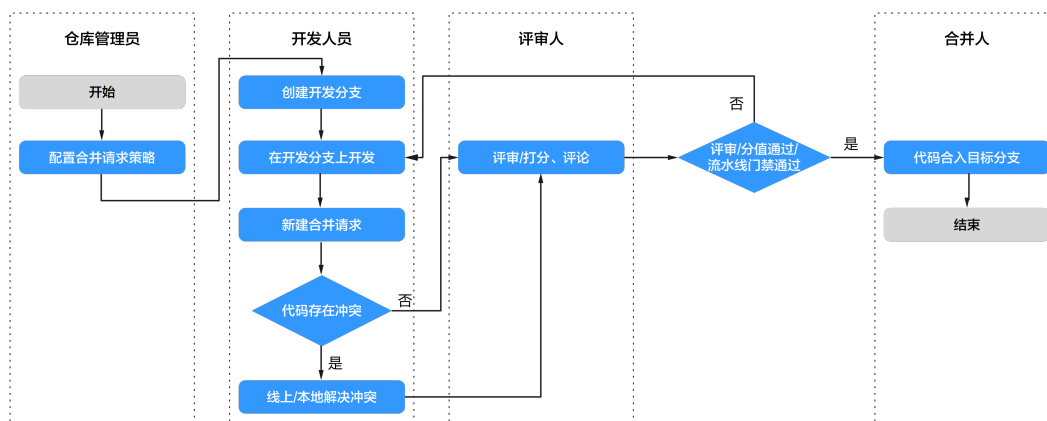 仓库管理员
开始
配置合并请求策略
开发人员
创建开发分支
在开发分支上开发
新建合并请求
代码存在冲突
否
是
线上/本地解决冲突
评审人
评审/打分、评论
否
评审/分值通过/
流水线门禁通过
是
合并人
代码合入目标分支
结束